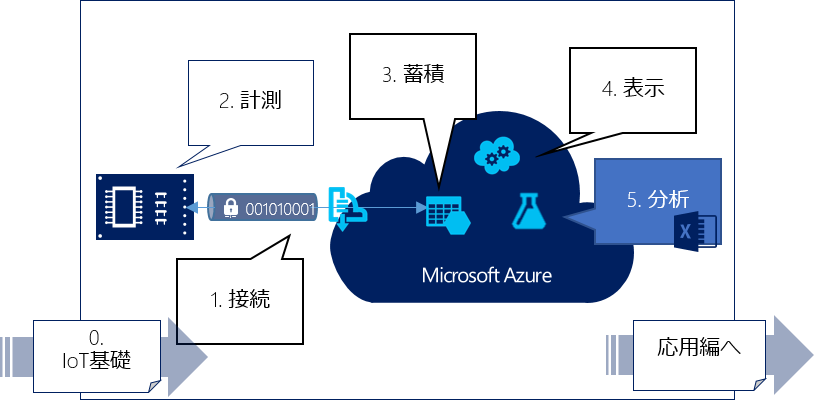 3. 蓄積
2. 計測
4. 表示
5. 分析
001010001
X
Microsoft Azure
1. 接続
0.
IoT基礎
応用編へ